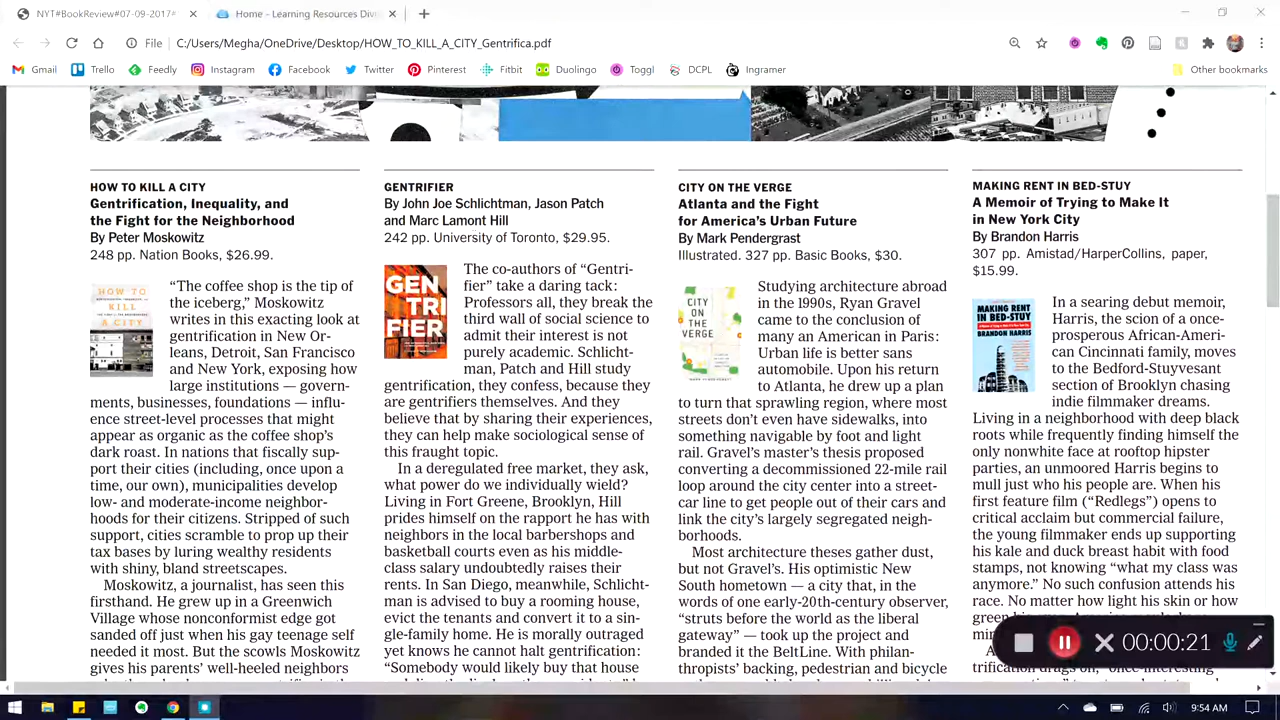 NYT#BookReview#07-09-2017#
Home - Learning Resources Divi
File
C:/Users/Megha/OneDrive/Desktop/HOW_TO_KILL_A_CITY_Gentrifica.pdf
Gmail
Trello
Feedly
Instagram
Facebook
Twitter
Pinterest
Fitbit
Duolingo
Toggl
DCPL
Ingramer
Other bookmarks
HOW TO KILL A CITY
Gentrification, Inequality, and
the Fight for the Neighborhood
By Peter Moskowitz
248 pp. Nation Books, $26.99.
HOW TO
KILL
A CITY
“The coffee shop is the tip of
the iceberg,” Moskowitz
writes in this exacting look at
gentrification in New Or-
leans, Detroit, San Francisco
and New York, exposing how
large institutions — govern-
ments, businesses, foundations — influ-
ence street-level processes that might
appear as organic as the coffee shop’s
dark roast. In nations that fiscally sup-
port their cities (including, once upon a
time, our own), municipalities develop
low- and moderate-income neighbor-
hoods for their citizens. Stripped of such
support, cities scramble to prop up their
tax bases by luring wealthy residents
with shiny, bland streetscapes.
Moskowitz, a journalist, has seen this
firsthand. He grew up in a Greenwich
Village whose nonconformist edge got
sanded off just when his gay teenage self
needed it most. But the scowls Moskowitz
gives his parents’ well-heeled neighbors
GENTRIFIER
By John Joe Schlichtman, Jason Patch
and Marc Lamont Hill
242 pp. University of Toronto, $29.95.
GEN
TRI
FIER
The co-authors of “Gentri-
fier” take a daring tack:
Professors all, they break the
third wall of social science to
admit their interest is not
purely academic. Schlicht-
man, Patch and Hill study
gentrification, they confess, because they
are gentrifiers themselves. And they
believe that by sharing their experiences,
they can help make sociological sense of
this fraught topic.
In a deregulated free market, they ask,
what power do we individually wield?
Living in Fort Greene, Brooklyn, Hill
prides himself on the rapport he has with
neighbors in the local barbershops and
basketball courts even as his middle-
class salary undoubtedly raises their
rents. In San Diego, meanwhile, Schlicht-
man is advised to buy a rooming house,
evict the tenants and convert it to a sin-
gle-family home. He is morally outraged
yet knows he cannot halt gentrification:
“Somebody would likely buy that house
CITY ON THE VERGE
Atlanta and the Fight
for America’s Urban Future
By Mark Pendergrast
Illustrated. 327 pp. Basic Books, $30.
CITY
ON
THE
VERGE
Studying architecture abroad
in the 1990s, Ryan Gravel
came to the conclusion of
many an American in Paris:
Urban life is better sans
automobile. Upon his return
to Atlanta, he drew up a plan
to turn that sprawling region, where most
streets don’t even have sidewalks, into
something navigable by foot and light
rail. Gravel’s master’s thesis proposed
converting a decommissioned 22-mile rail
loop around the city center into a street-
car line to get people out of their cars and
link the city’s largely segregated neigh-
borhoods.
Most architecture theses gather dust,
but not Gravel’s. His optimistic New
South hometown — a city that, in the
words of one early-20th-century observer,
“struts before the world as the liberal
gateway” — took up the project and
branded it the BeltLine. With philan-
thropists’ backing, pedestrian and bicycle
MAKING RENT IN BED-STUY
A Memoir of Trying to Make It
in New York City
By Brandon Harris
307 pp. Amistad/HarperCollins, paper,
$15.99.
MAKING RENT
IN BED-STUY
BRANDON HARRIS
In a searing debut memoir,
Harris, the scion of a once-
prosperous African-Ameri-
can Cincinnati family, moves
to the Bedford-Stuyvesant
section of Brooklyn chasing
indie filmmaker dreams.
Living in a neighborhood with deep black
roots while frequently finding himself the
only nonwhite face at rooftop hipster
parties, an unmoored Harris begins to
mull just who his people are. When his
first feature film (“Redlegs”) opens to
critical acclaim but commercial failure,
the young filmmaker ends up supporting
his kale and duck breast habit with food
stamps, not knowing “what my class was
anymore.” No such confusion attends his
race. No matter how light his skin or how
00:00:21
9:54 AM